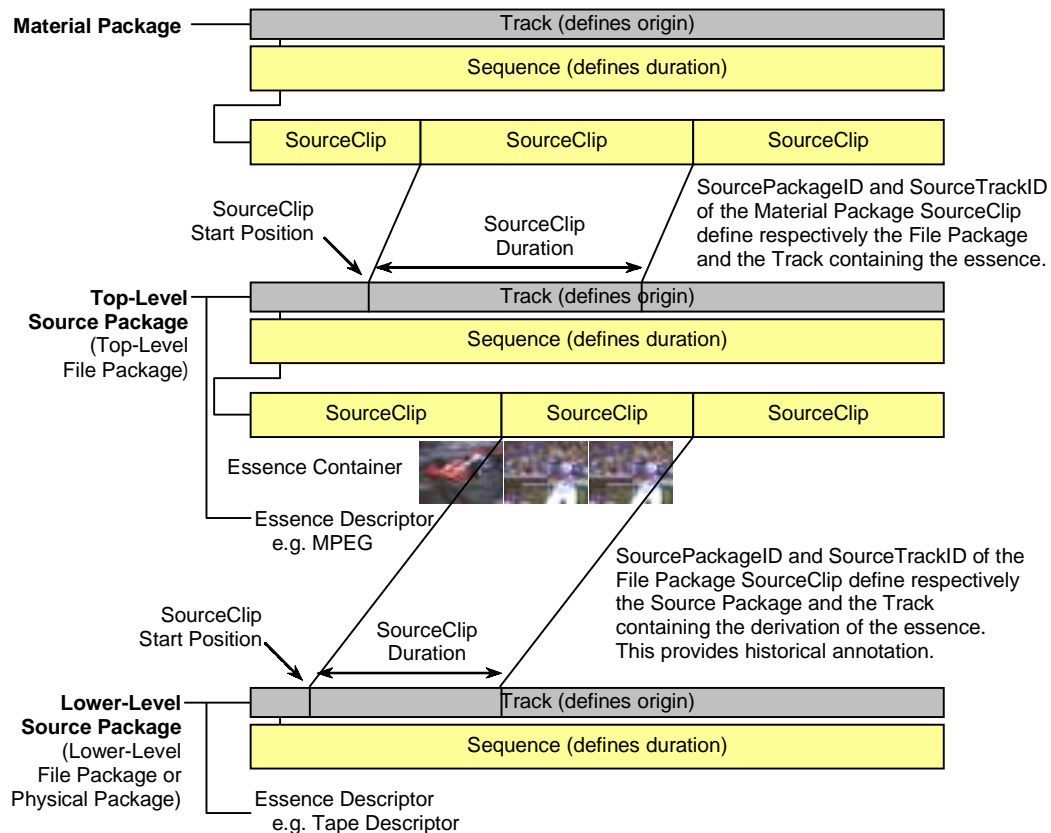 Material Package
Track (defines origin)
Sequence (defines duration)
SourceClip
SourceClip
SourceClip
SourcePackageID and SourceTrackID
of the Material Package SourceClip
define respectively the File Package
and the Track containing the essence.
SourceClip
Start Position
SourceClip
Duration
Top-Level
Source Package
(Top-Level
File Package)
Track (defines origin)
Sequence (defines duration)
SourceClip
SourceClip
SourceClip
Essence Container
Essence Descriptor
e.g. MPEG
SourcePackageID and SourceTrackID of the
File Package SourceClip define respectively
the Source Package and the Track
containing the derivation of the essence.
This provides historical annotation.
SourceClip
Start Position
SourceClip
Duration
Lower-Level
Source Package
(Lower-Level
File Package or
Physical Package)
Track (defines origin)
Sequence (defines duration)
Essence Descriptor
e.g. Tape Descriptor